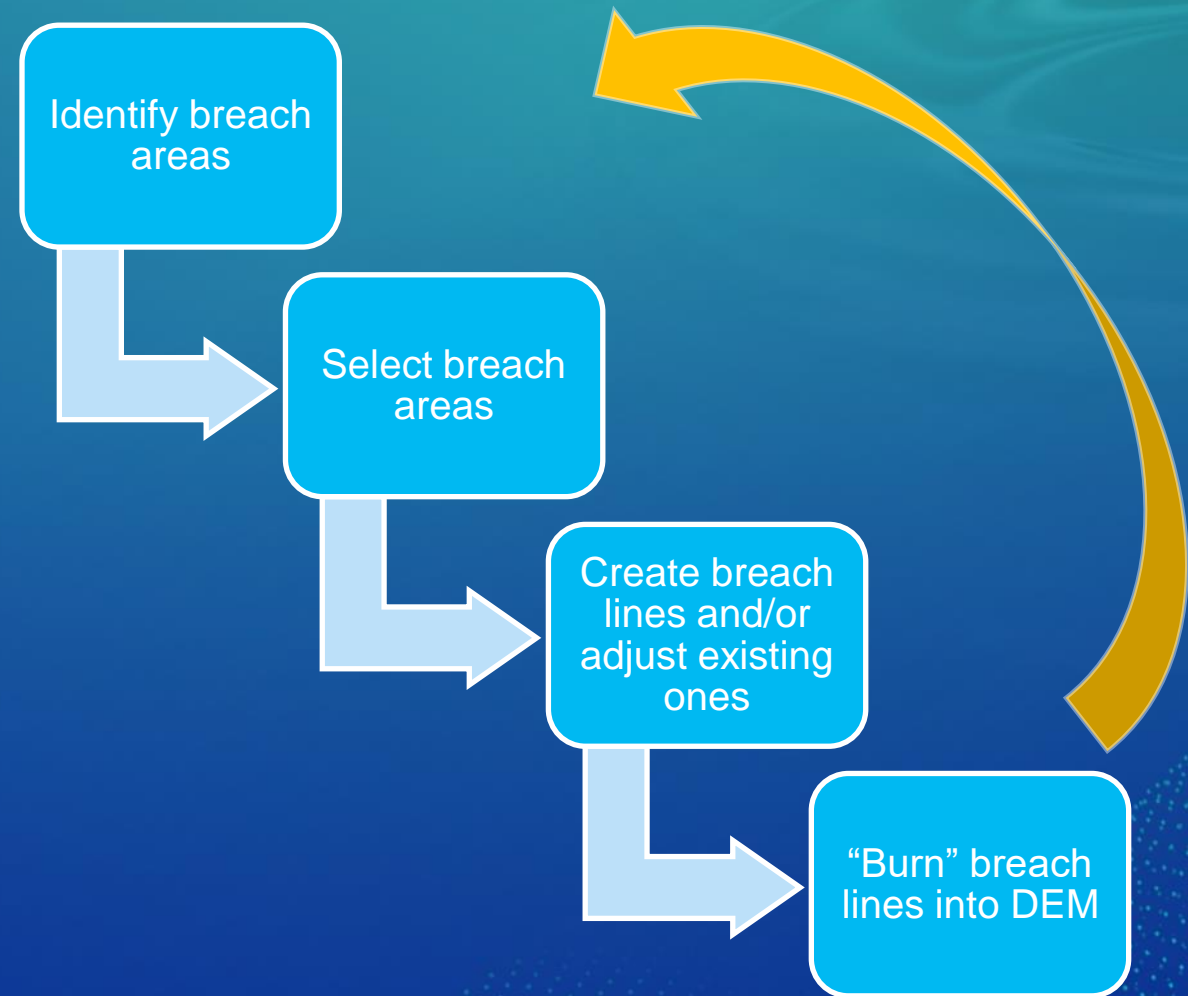 Identify breach
areas
Select breach
areas
Create breach
lines and/or
adjust existing
ones
“Burn” breach
lines into DEM